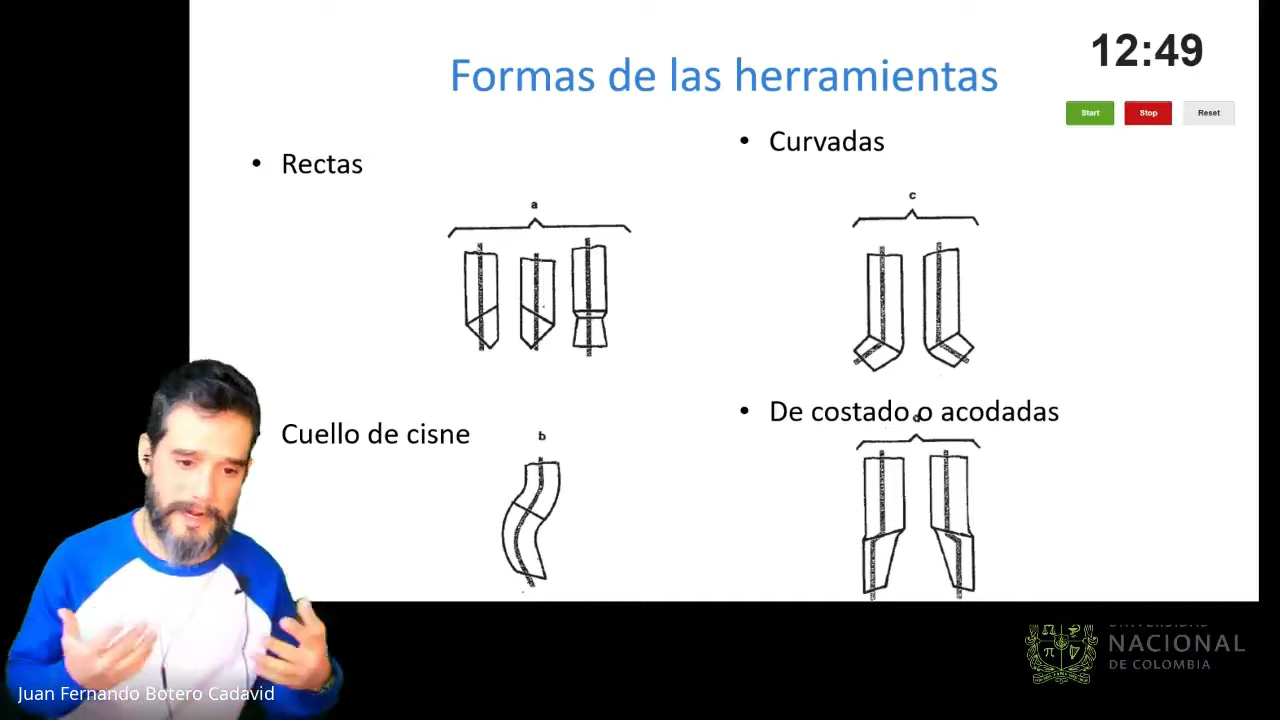 Formas de las herramientas
12:49
Start
Stop
Reset
• Rectas
a
• Curvadas
c
Cuello de cisne
b
• De costado o acodadas
d
UNIVERSIDAD
NACIONAL
DE COLOMBIA
Juan Fernando Botero Cadavid